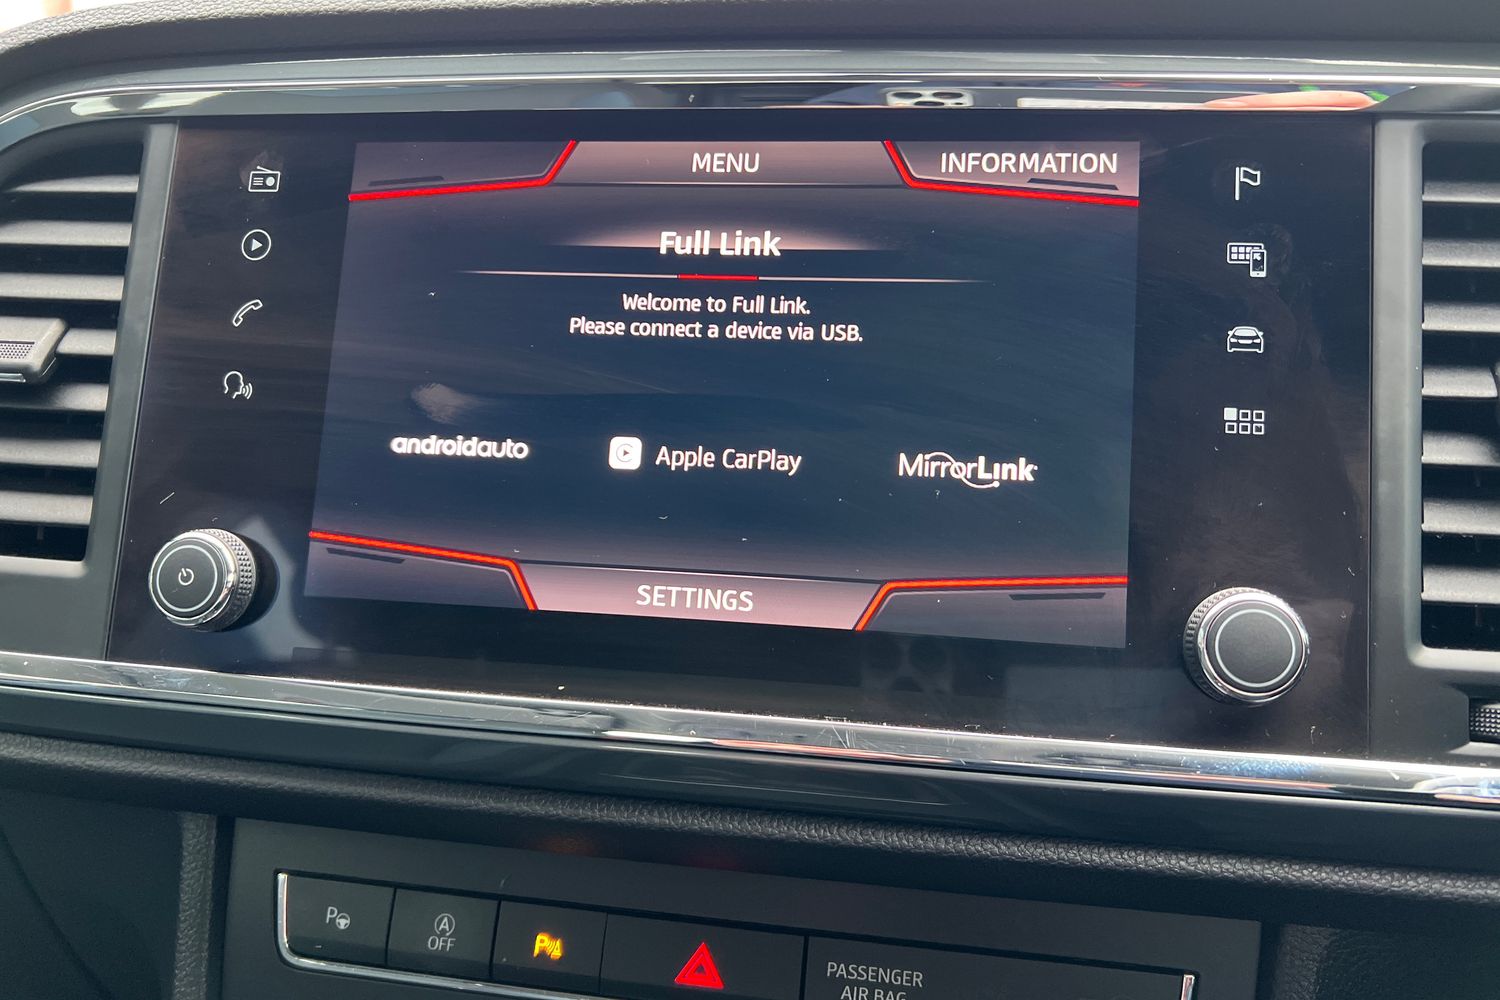 MENU
INFORMATION
Full Link
Welcome to Full Link.
Please connect a device via USB.
androidauto
Apple CarPlay
MirrorLink
SETTINGS
P
A
OFF
P
PASSENGER
AIR BAG